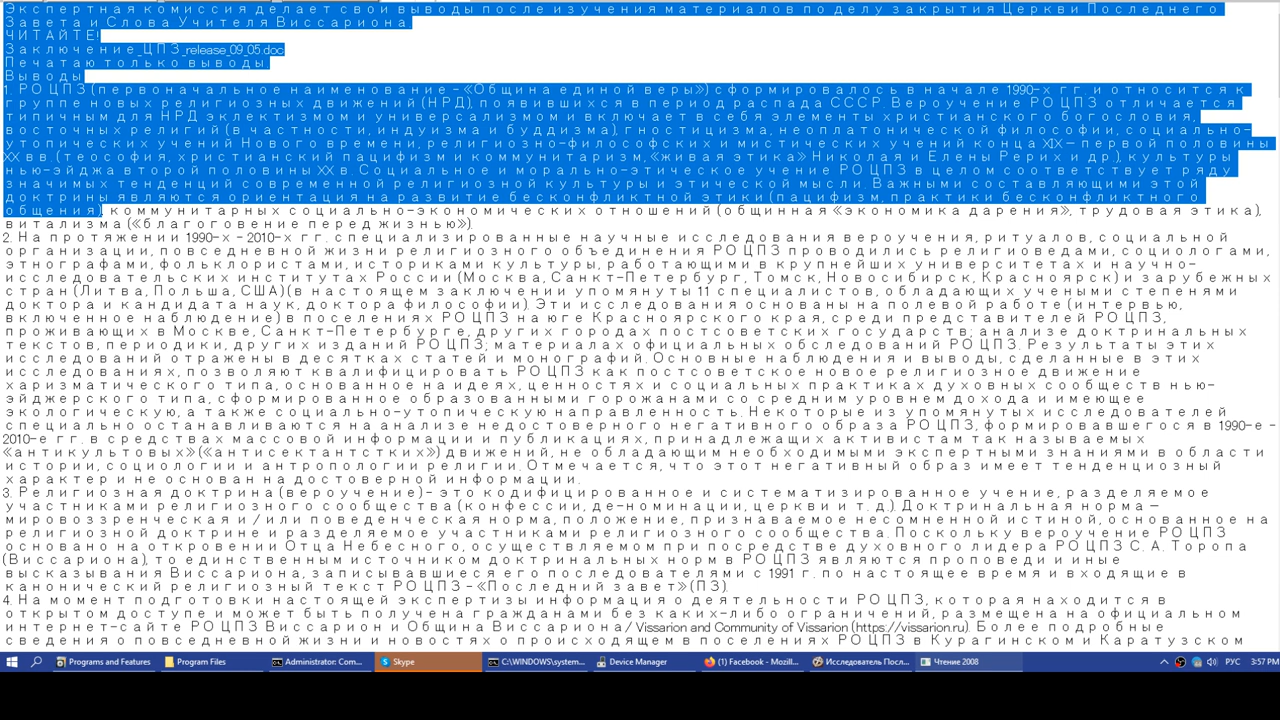 Экспертная комиссия делает свои выводы после изучения материалов по делу закрытия Церкви Последнего
Завета и Слова Учителя Виссариона
ЧИТАЙТЕ!
Заключение_ЦПЗ_release_09_05.doc
Печатаю только выводы
Выводы
1. РО ЦПЗ (первоначальное наименование – «Община единой веры») сформировалось в начале 1990-х гг. и относится к
группе новых религиозных движений (НРД), появившихся в период распада СССР. Вероучение РО ЦПЗ отличается
типичным для НРД эклектизмом и универсализмом и включает в себя элементы христианского богословия,
восточных религий (в частности, индуизма и буддизма), гностицизма, неоплатонической философии, социально-
утопических учений Нового времени, религиозно-философских и мистических учений конца XIX – первой половины
XX вв. (теософия, христианский пацифизм и коммунитаризм, «живая этика» Николая и Елены Рерих и др.), культуры
нью-эйджа второй половины XX в. Социальное и морально-этическое учение РО ЦПЗ в целом соответствует ряду
значимых тенденций современной религиозной культуры и этической мысли. Важными составляющими этой
доктрины являются ориентация на развитие бесконфликтной этики (пацифизм, практики бесконфликтного
общения), коммунитарных социально-экономических отношений (общинная «экономика дарения», трудовая этика),
витализма («благоговение перед жизнью»).
2. На протяжении 1990-х - 2010-х гг. специализированные научные исследования вероучения, ритуалов, социальной
организации, повседневной жизни религиозного объединения РО ЦПЗ проводились религиоведами, социологами,
этнографами, фольклористами, историками культуры, работающими в крупнейших университетах и научно-
исследовательских институтах России (Москва, Санкт-Петербург, Томск, Новосибирск, Красноярск) и зарубежных
стран (Литва, Польша, США) (в настоящем заключении упомянуты 11 специалистов, обладающих учеными степенями
доктора и кандидата наук, доктора философии). Эти исследования основаны на полевой работе (интервью,
включенное наблюдение) в поселениях РО ЦПЗ на юге Красноярского края, среди представителей РО ЦПЗ,
проживающих в Москве, Санкт-Петербурге, других городах постсоветских государств; анализе доктринальных
текстов, периодики, других изданий РО ЦПЗ; материалах официальных обследований РО ЦПЗ. Результаты этих
исследований отражены в десятках статей и монографий. Основные наблюдения и выводы, сделанные в этих
исследованиях, позволяют квалифицировать РО ЦПЗ как постсоветское новое религиозное движение
харизматического типа, основанное на идеях, ценностях и социальных практиках духовных сообществ нью-
эйджерского типа, сформированное образованными горожанами со средним уровнем дохода и имеющее
экологическую, а также социально-утопическую направленность. Некоторые из упомянутых исследователей
специально останавливаются на анализе недостоверного негативного образа РО ЦПЗ, формировавшегося в 1990-е -
2010-е гг. в средствах массовой информации и публикациях, принадлежащих активистам так называемых
«антикультовых» («антисектантстких») движений, не обладающим необходимыми экспертными знаниями в области
истории, социологии и антропологии религии. Отмечается, что этот негативный образ имеет тенденциозный
характер и не основан на достоверной информации.
3. Религиозная доктрина (вероучение) – это кодифицированное и систематизированное учение, разделяемое
участниками религиозного сообщества (конфессии, де-номинации, церкви и т. д.). Доктринальная норма –
мировоззренческая и / или поведенческая норма, положение, признаваемое несомненной истиной, основанное на
религиозной доктрине и разделяемое участниками религиозного сообщества. Поскольку вероучение РО ЦПЗ
основано на откровении Отца Небесного, осуществляемом при посредстве духовного лидера РО ЦПЗ С. А. Торопа
(Виссариона), то единственным источником доктринальных норм в РО ЦПЗ являются проповеди и иные
высказывания Виссариона, записывавшиеся его последователями с 1991 г. по настоящее время и входящие в
канонический религиозный текст РО ЦПЗ – «Последний завет» (ПЗ).
4. На момент подготовки настоящей экспертизы информация о деятельности РО ЦПЗ, которая находится в
открытом доступе и может быть получена гражданами без каких-либо ограничений, размещена на официальном
интернет-сайте РО ЦПЗ Виссарион и Община Виссариона / Vissarion and Community of Vissarion (https://vissarion.ru). Более подробные
сведения о повседневной жизни и новостях о происходящем в поселениях РО ЦПЗ в Курагинском и Каратузском
Programs and Features
Program Files
Administrator: Com...
Skype
C:\WINDOWS\system...
Device Manager
(1) Facebook - Mozill...
Исследователь Посл...
Чтение 2008
РУС
3:57 PM